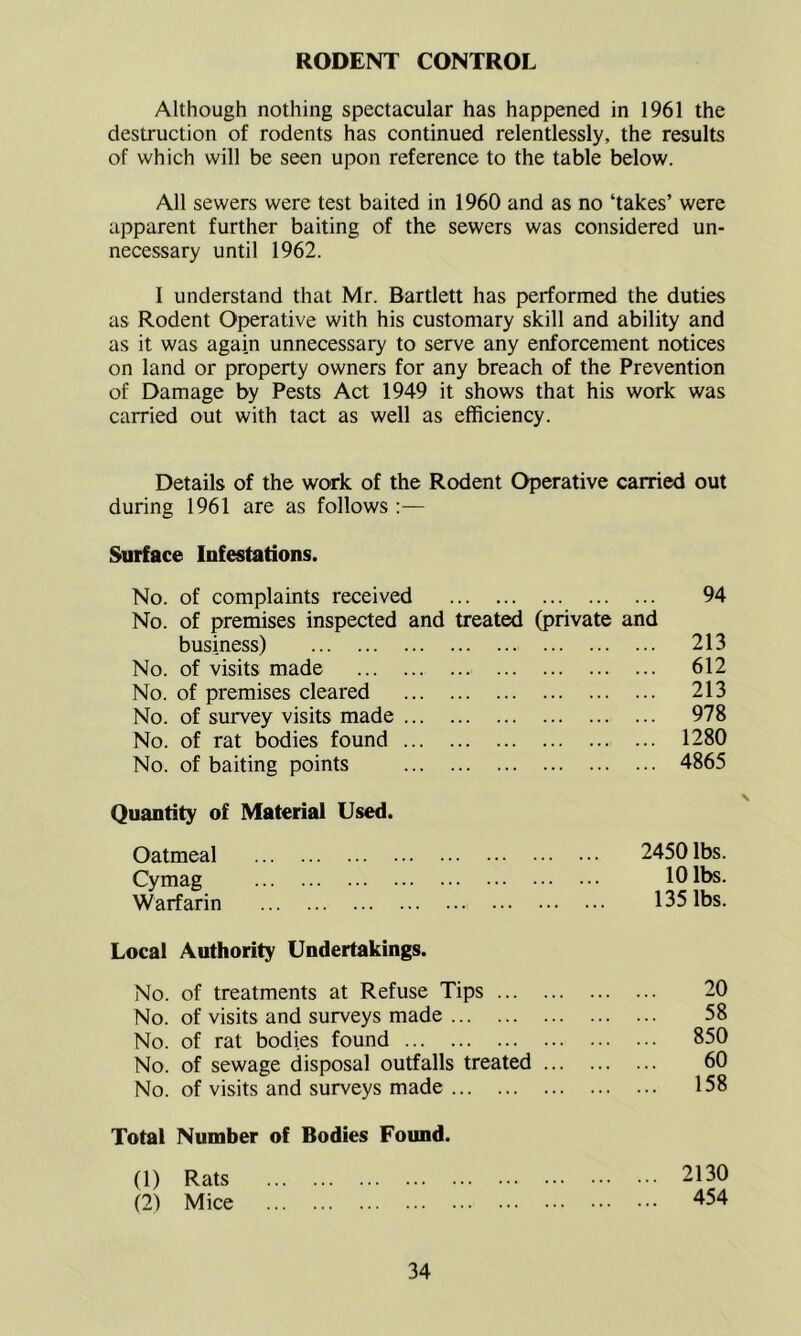 RODENT CONTROL
Although nothing spectacular has happened in 1961 the
destruction of rodents has continued relentlessly, the results
of which will be seen upon reference to the table below.
All sewers were test baited in 1960 and as no ‘takes’ were
apparent further baiting of the sewers was considered un-
necessary until 1962.
I understand that Mr. Bartlett has performed the duties
as Rodent Operative with his customary skill and ability and
as it was again unnecessary to serve any enforcement notices
on land or property owners for any breach of the Prevention
of Damage by Pests Act 1949 it shows that his work was
carried out with tact as well as efficiency.
Details of the work of the Rodent Operative carried out
during 1961 are as follows :—
Surface Infestations.
No. of complaints received ... ... ... ... ... 94
No. of premises inspected and treated (private and
business) ... ... ... ... ... ... ... ... 213
No. of visits made ... ... ... ... ... ... ... 612
No. of premises cleared ... ... ... ... ... ... 213
No. of survey visits made ... ... ... ... ... ... 978
No. of rat bodies found ... ... ... ... ... ... 1280
No. of baiting points ... ... ... ... ... ... 4865
Quantity of Material Used.
Oatmeal ... ... ... ... ... ... ... ... 2450 lbs.
Cymag ... ... ... ... ... ... ... ... 10 lbs.
Warfarin ... ... ... ... ... ... ... ... 135 lbs.
Local Authority Undertakings.
No. of treatments at Refuse Tips ... ... ... ... 20
No. of visits and surveys made ... ... ... ... ... 58
No. of rat bodies found ... ... ... ... ... ... 850
No. of sewage disposal outfalls treated ... ... ... 60
No. of visits and surveys made ... ... ... ... ... 158
Total Number of Bodies Found.
(1) Rats ... ... ... ... ... ... ... ... ... 2130
(2) Mice ... ... ... ... ... ... ... ... ... 454
34